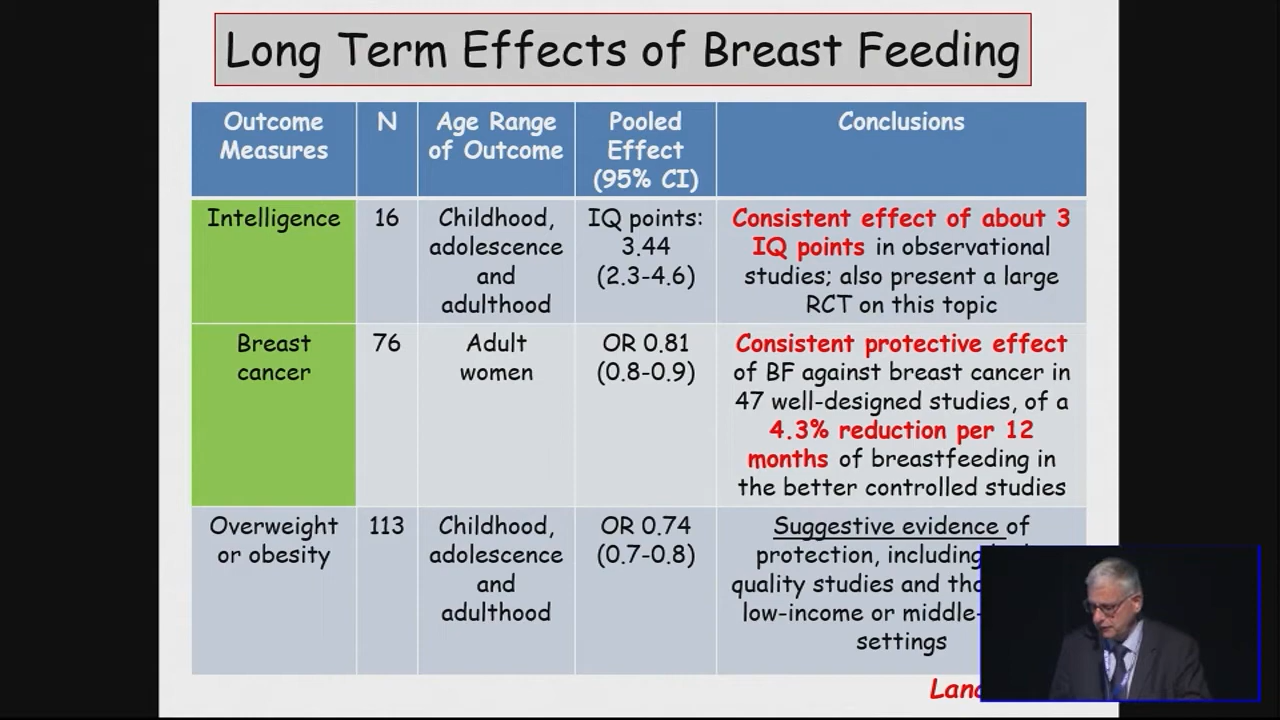 Long Term Effects of Breast Feeding
Outcome
Measures
N
Age Range
of Outcome
Pooled
Effect
(95% CI)
Conclusions
Intelligence
16
Childhood,
adolescence
and
adulthood
IQ points:
3.44
(2.3-4.6)
Consistent effect of about 3
IQ points in observational
studies; also present a large
RCT on this topic
Breast
cancer
76
Adult
women
OR 0.81
(0.8-0.9)
Consistent protective effect
of BF against breast cancer in
47 well-designed studies, of a
4.3% reduction per 12
months of breastfeeding in
the better controlled studies
Overweight
or obesity
113
Childhood,
adolescence
and
adulthood
OR 0.74
(0.7-0.8)
Suggestive evidence of
protection, including
quality studies and
low-income or
settings